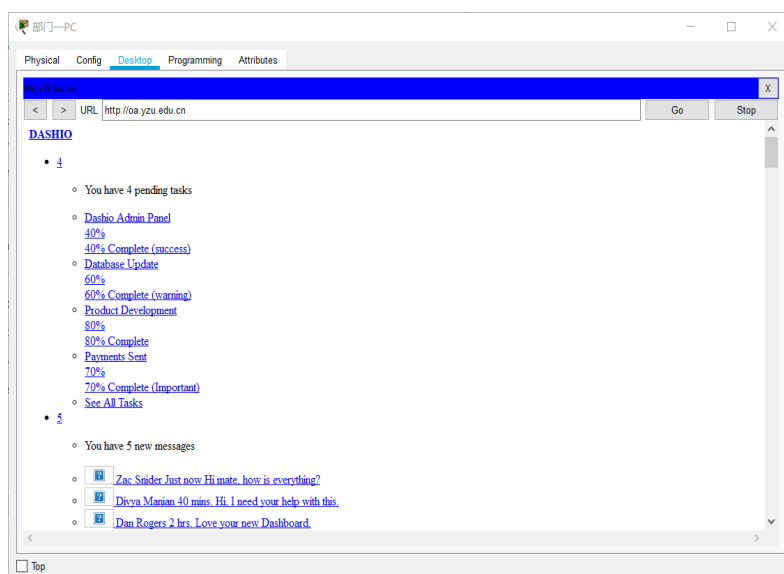 部门一PC
Physical Config Desktop Programming Attributes
Web Browser X
< > URL http://oa.yzu.edu.cn Go Stop
DASHIO
4
You have 4 pending tasks
Dashio Admin Panel
40%
40% Complete (success)
Database Update
60%
60% Complete (warning)
Product Development
80%
80% Complete
Payments Sent
70%
70% Complete (Important)
See All Tasks
5
You have 5 new messages
Zac Snider Just now Hi mate, how is everything?
Divya Manian 40 mins. Hi, I need your help with this.
Dan Rogers 2 hrs. Love your new Dashboard.
Top